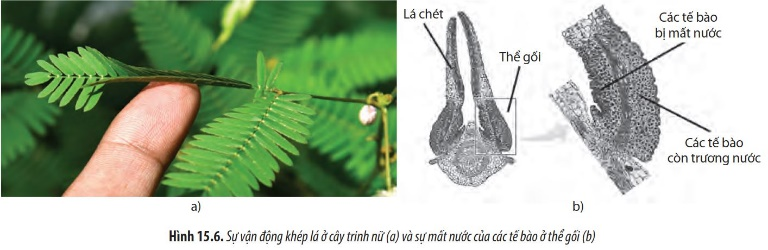 Lá chét
Thể gối
Các tế bào
bị mất nước
Các tế bào
còn trương nước
a)
b)
Hình 15.6. Sự vận động khép lá ở cây trinh nữ (a) và sự mất nước của các tế bào ở thể gối (b)